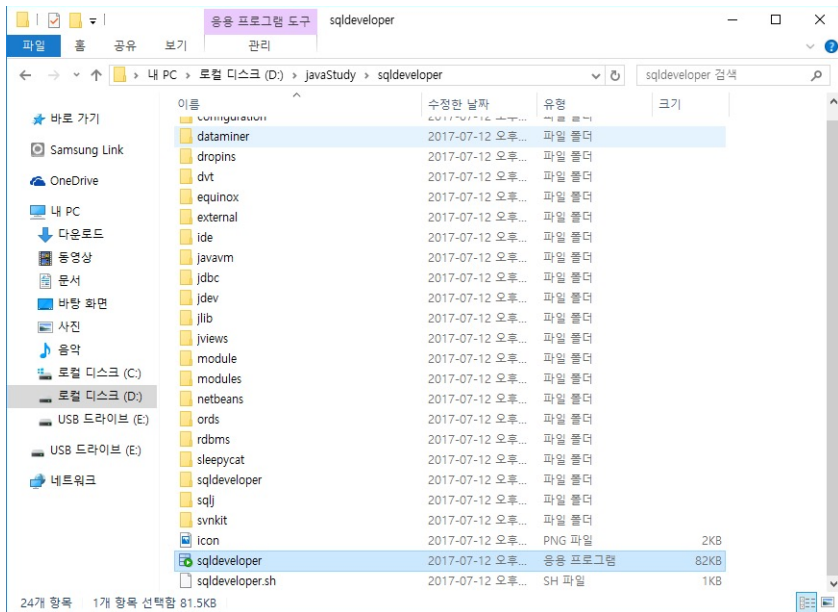 응용 프로그램 도구 sqldeveloper
파일 홈 공유 보기 관리
내 PC > 로컬 디스크 (D:) > javaStudy > sqldeveloper
sqldeveloper 검색
이름 수정한 날짜 유형 크기
바로 가기
Samsung Link
OneDrive
내 PC
다운로드
동영상
문서
바탕 화면
사진
음악
로컬 디스크 (C:)
로컬 디스크 (D:)
USB 드라이브 (E:)
USB 드라이브 (E:)
네트워크
configuration 2017-07-12 오후... 파일 폴더
dataminer 2017-07-12 오후... 파일 폴더
dropins 2017-07-12 오후... 파일 폴더
dvt 2017-07-12 오후... 파일 폴더
equinox 2017-07-12 오후... 파일 폴더
external 2017-07-12 오후... 파일 폴더
ide 2017-07-12 오후... 파일 폴더
javavm 2017-07-12 오후... 파일 폴더
jdbc 2017-07-12 오후... 파일 폴더
jdev 2017-07-12 오후... 파일 폴더
jlib 2017-07-12 오후... 파일 폴더
jviews 2017-07-12 오후... 파일 폴더
module 2017-07-12 오후... 파일 폴더
modules 2017-07-12 오후... 파일 폴더
netbeans 2017-07-12 오후... 파일 폴더
ords 2017-07-12 오후... 파일 폴더
rdbms 2017-07-12 오후... 파일 폴더
sleepycat 2017-07-12 오후... 파일 폴더
sqldeveloper 2017-07-12 오후... 파일 폴더
sqlj 2017-07-12 오후... 파일 폴더
svnkit 2017-07-12 오후... 파일 폴더
icon 2017-07-12 오후... PNG 파일 2KB
sqldeveloper 2017-07-12 오후... 응용 프로그램 82KB
sqldeveloper.sh 2017-07-12 오후... SH 파일 1KB
24개 항목 1개 항목 선택함 81.5KB